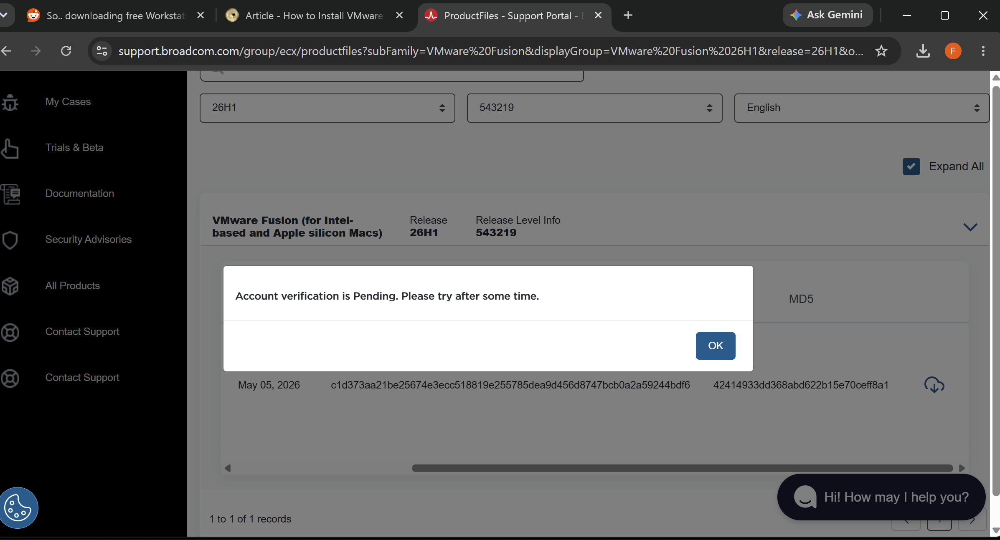 So.. downloading free Workstat
Article - How to Install VMware
ProductFiles - Support Portal -
Ask Gemini
support.broadcom.com/group/ecx/productfiles?subFamily=VMware%20Fusion&displayGroup=VMware%20Fusion%2026H1&release=26H1&o...
F
My Cases
Trials & Beta
Documentation
Security Advisories
All Products
Contact Support
Contact Support
26H1
543219
English
Expand All
VMware Fusion (for Intel-
based and Apple silicon Macs)
Release
26H1
Release Level Info
543219
Account verification is Pending. Please try after some time.
OK
MD5
May 05, 2026
c1d373aa21be25674e3ecc518819e255785dea9d456d8747bcb0a2a59244bdf6
42414933dd368abd622b15e70ceff8a1
Hi! How may I help you?
1 to 1 of 1 records